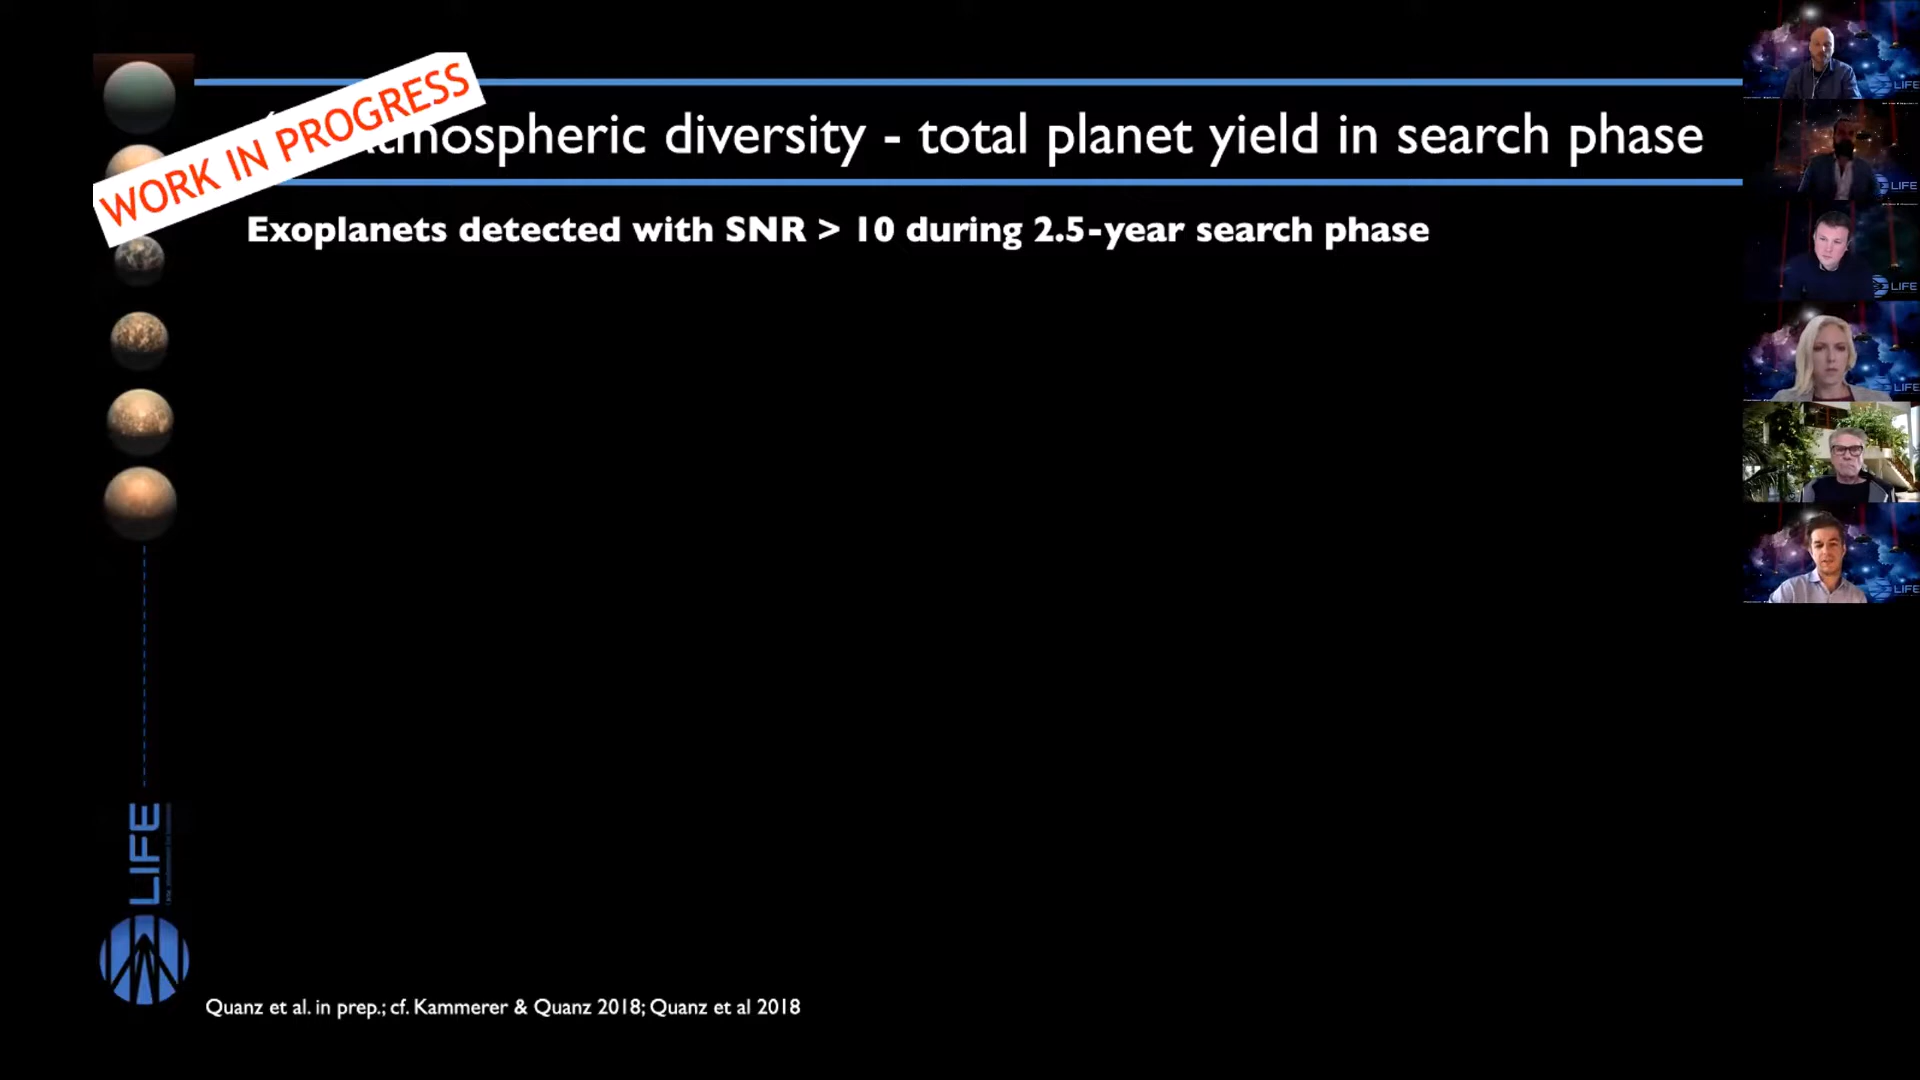 WORK IN PROGRESS
tmospheric diversity - total planet yield in search phase
Exoplanets detected with SNR > 10 during 2.5-year search phase
LIFE
Quanz et al. in prep.; cf. Kammerer & Quanz 2018; Quanz et al 2018
LIFE
LIFE
LIFE
LIFE
LIFE